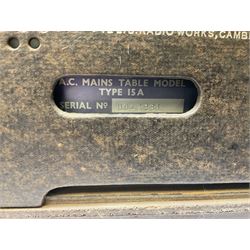 RADIO WORKS, CAMB
A.C. MAINS TABLE MODEL
TYPE 15A
SERIAL Nº